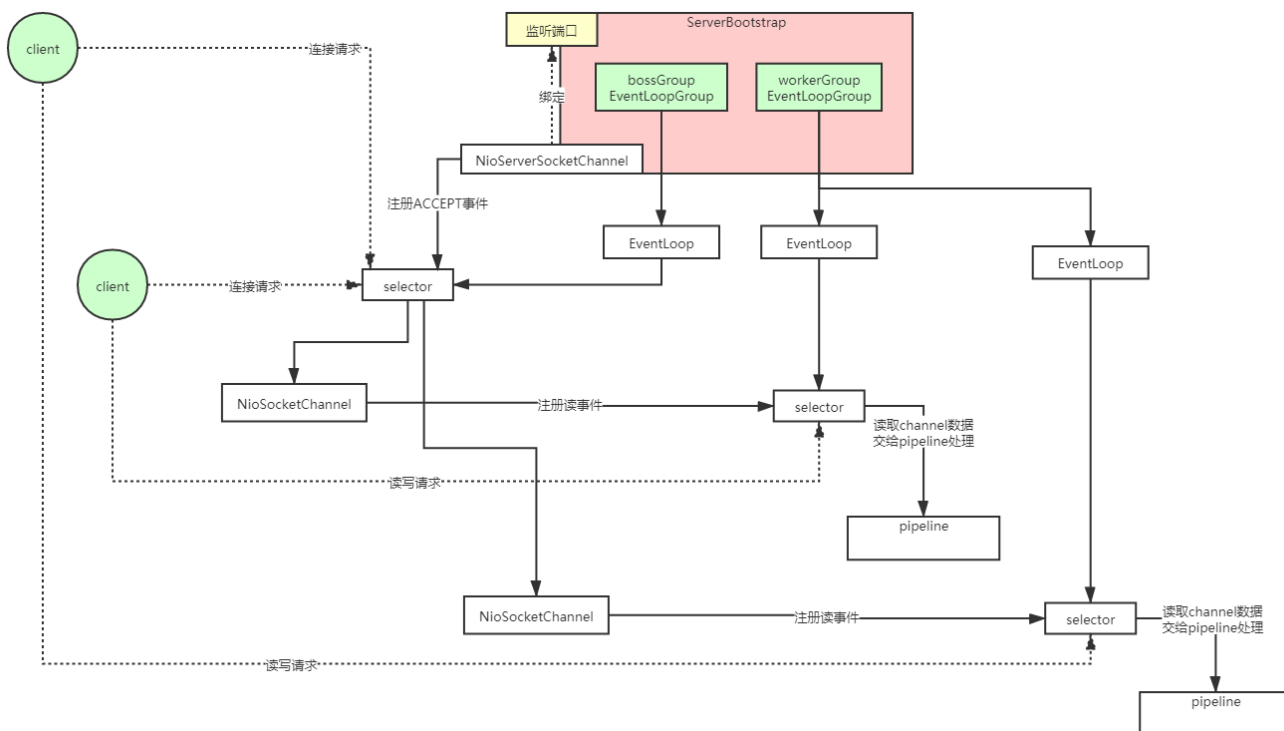 监听端口
ServerBootstrap
client
连接请求
bossGroup
EventLoopGroup
workerGroup
EventLoopGroup
绑定
NioServerSocketChannel
注册ACCEPT事件
EventLoop
EventLoop
EventLoop
client
连接请求
selector
NioSocketChannel
注册读事件
selector
读取channel数据
交给pipeline处理
读写请求
pipeline
NioSocketChannel
注册读事件
selector
读取channel数据
交给pipeline处理
读写请求
pipeline